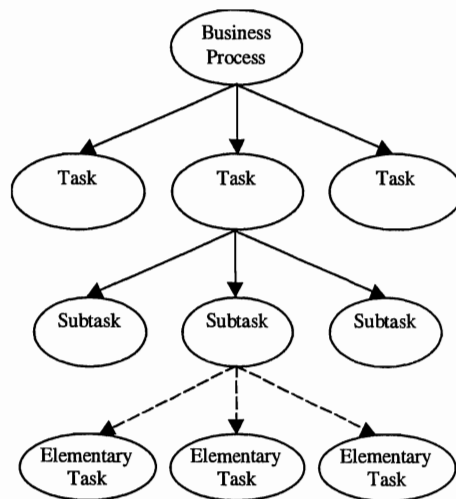 Business
Process
Task
Task
Task
Subtask
Subtask
Subtask
Elementary
Task
Elementary
Task
Elementary
Task